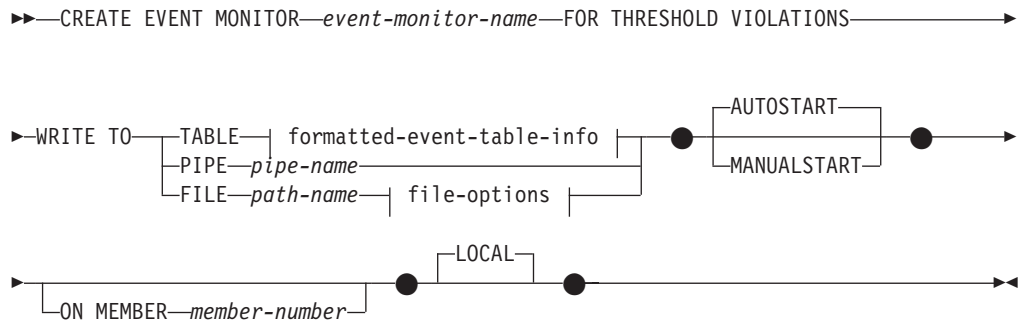 CREATE EVENT MONITOR event-monitor-name FOR THRESHOLD VIOLATIONS
AUTOSTART
WRITE TO TABLE formatted-event-table-info
PIPE pipe-name MANUALSTART
FILE path-name file-options
LOCAL
ON MEMBER member-number